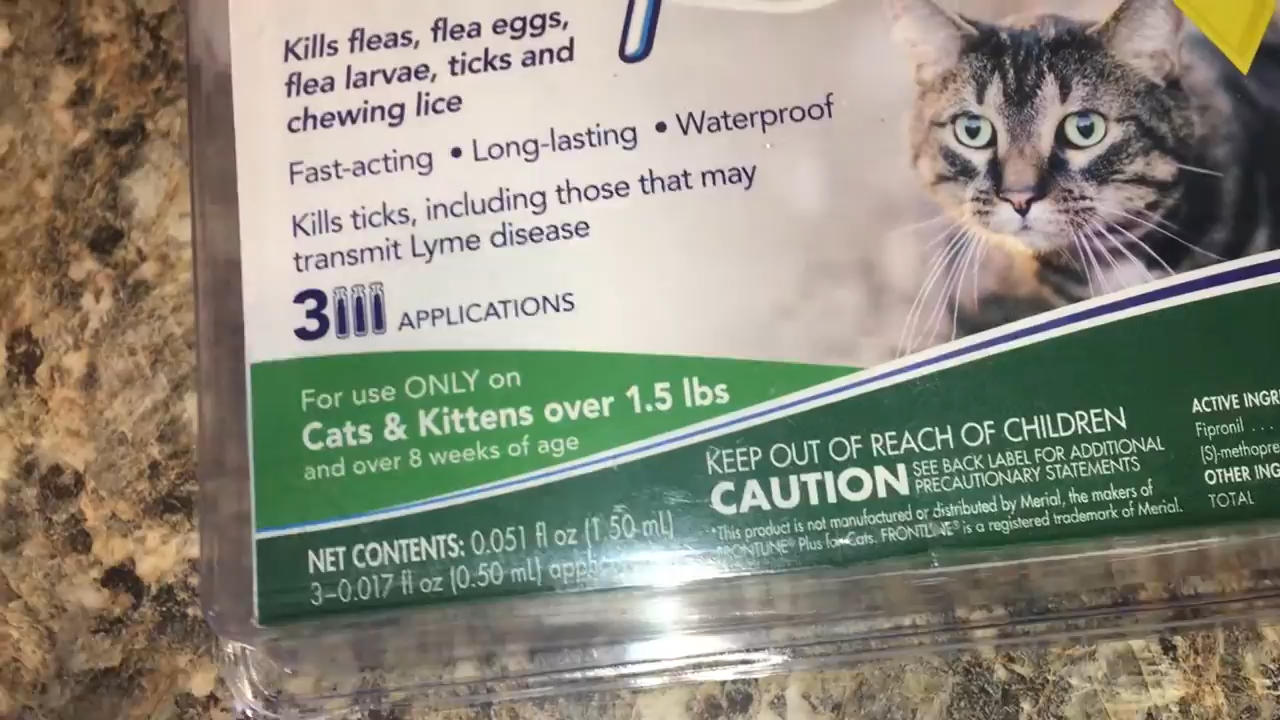 Kills fleas, flea eggs,
flea larvae, ticks and
chewing lice
Fast-acting • Long-lasting • Waterproof
Kills ticks, including those that may
transmit Lyme disease
3 APPLICATIONS
For use ONLY on
Cats & Kittens over 1.5 lbs
and over 8 weeks of age
NET CONTENTS: 0.051 fl oz (1.50 mL)
3–0.017 fl oz (0.50 mL)
KEEP OUT OF REACH OF CHILDREN
CAUTION SEE BACK LABEL FOR ADDITIONAL
PRECAUTIONARY STATEMENTS
*This product is not manufactured or distributed by Merial, the makers of
FRONTLINE® Plus for Cats. FRONTLINE® is a registered trademark of Merial.
ACTIVE
Fipronil . . .
OTHER
TOTAL